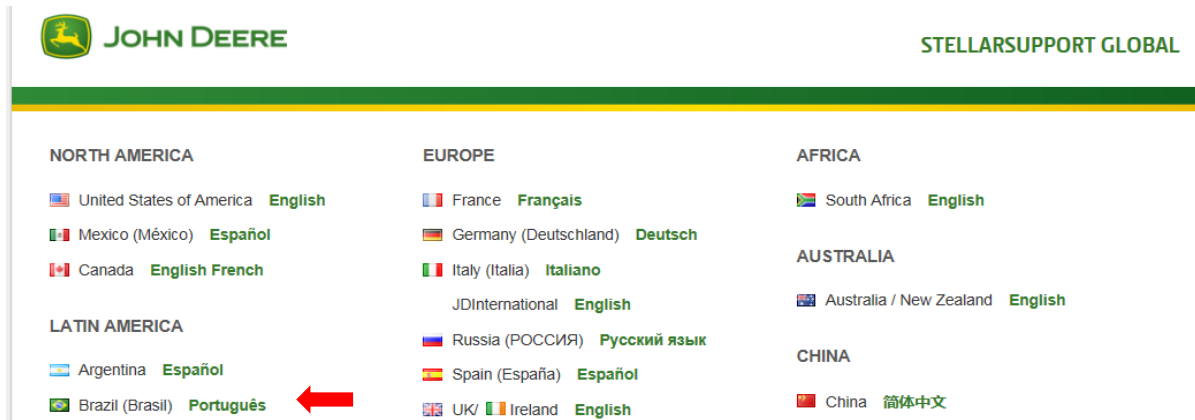 JOHN DEERE
STELLARSUPPORT GLOBAL
NORTH AMERICA
United States of America English
Mexico (México) Español
Canada English French
LATIN AMERICA
Argentina Español
Brazil (Brasil) Português
EUROPE
France Français
Germany (Deutschland) Deutsch
Italy (Italia) Italiano
JDInternational English
Russia (РОССИЯ) Русский язык
Spain (España) Español
UK/ Ireland English
AFRICA
South Africa English
AUSTRALIA
Australia / New Zealand English
CHINA
China 简体中文